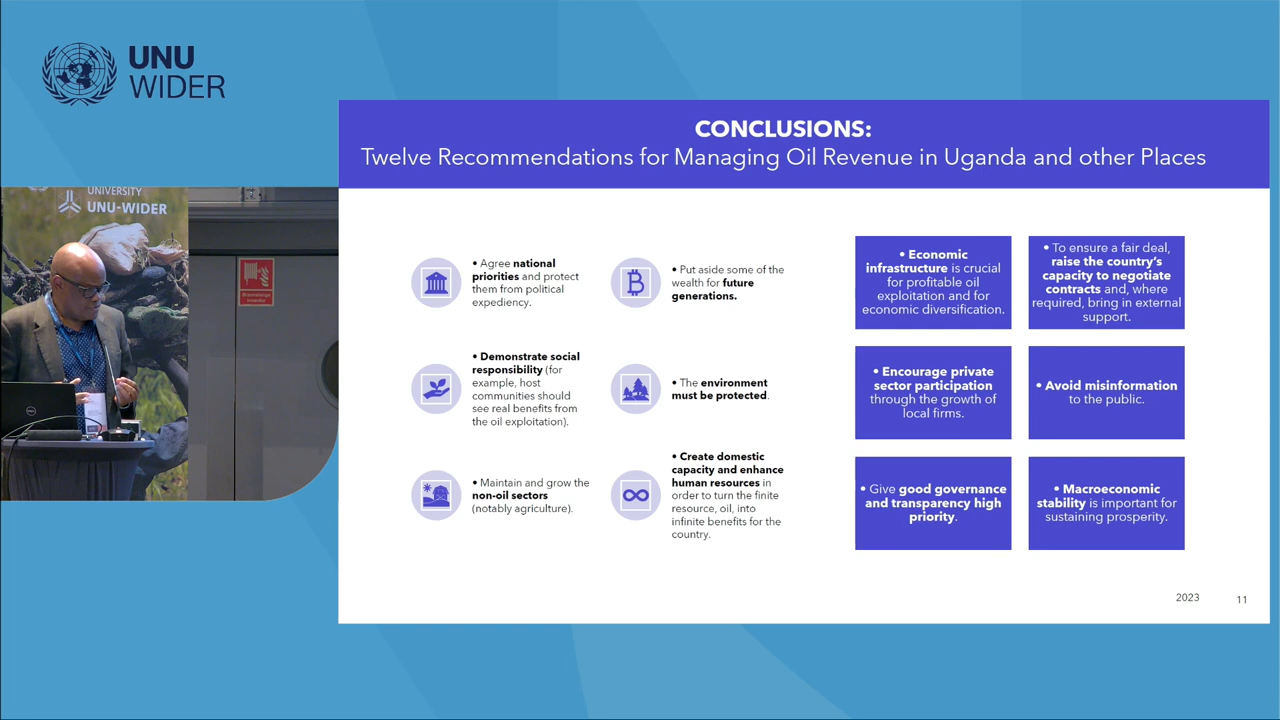 UNU
WIDER
CONCLUSIONS:
Twelve Recommendations for Managing Oil Revenue in Uganda and other Places
UNIVERSITY
UNU-WIDER
• Agree national
priorities and protect
them from political
expediency.
• Put aside some of the
wealth for future
generations.
• Demonstrate social
responsibility (for
example, host
communities should
see real benefits from
the oil exploitation).
• The environment
must be protected.
• Maintain and grow the
non-oil sectors
(notably agriculture).
• Create domestic
capacity and enhance
human resources in
order to turn the finite
resource, oil, into
infinite benefits for the
country.
• Economic
infrastructure is crucial
for profitable oil
exploitation and for
economic diversification.
• To ensure a fair deal,
raise the country's
capacity to negotiate
contracts and, where
required, bring in external
support.
• Encourage private
sector participation
through the growth of
local firms.
• Avoid misinformation
to the public.
• Give good governance
and transparency high
priority.
• Macroeconomic
stability is important for
sustaining prosperity.
2023
11